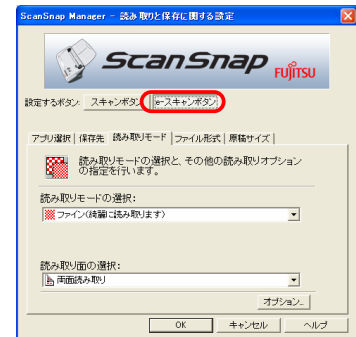 ScanSnap Manager - 読み取りと保存に関する設定
ScanSnap
FUJITSU
設定するボタン: スキャンボタン e-スキャンボタン
アプリ選択 保存先 読み取りモード ファイル形式 原稿サイズ
読み取りモードの選択と、その他の読み取りオプション
の指定を行います。
読み取りモードの選択:
ファイン(綺麗に読み取ります)
読み取り面の選択:
両面読み取り
オプション...
OK キャンセル ヘルプ